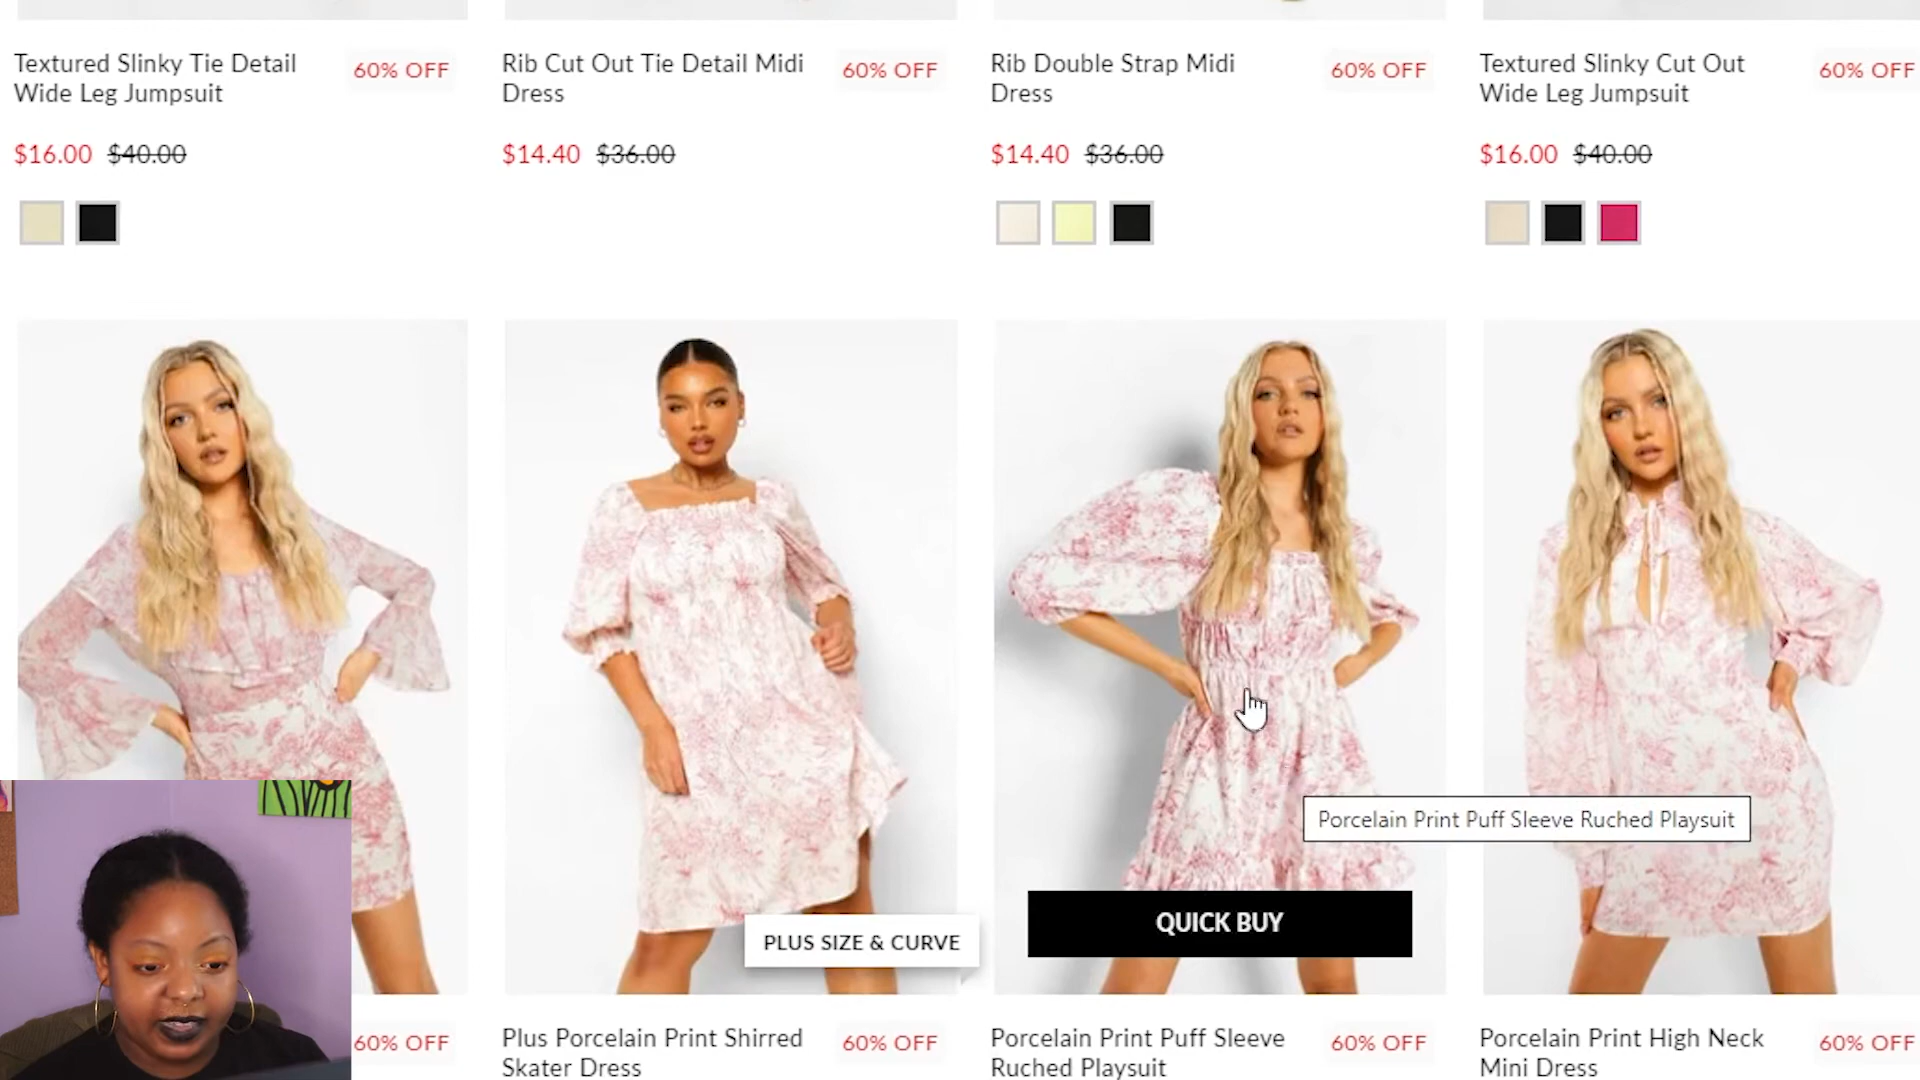 Textured Slinky Tie Detail
Wide Leg Jumpsuit
60% OFF
$16.00 $40.00
Rib Cut Out Tie Detail Midi
Dress
60% OFF
$14.40 $36.00
Rib Double Strap Midi
Dress
60% OFF
$14.40 $36.00
Textured Slinky Cut Out
Wide Leg Jumpsuit
60% OFF
$16.00 $40.00
PLUS SIZE & CURVE
Porcelain Print Puff Sleeve Ruched Playsuit
QUICK BUY
60% OFF
Plus Porcelain Print Shirred
Skater Dress
60% OFF
Porcelain Print Puff Sleeve
Ruched Playsuit
60% OFF
Porcelain Print High Neck
Mini Dress
60% OFF